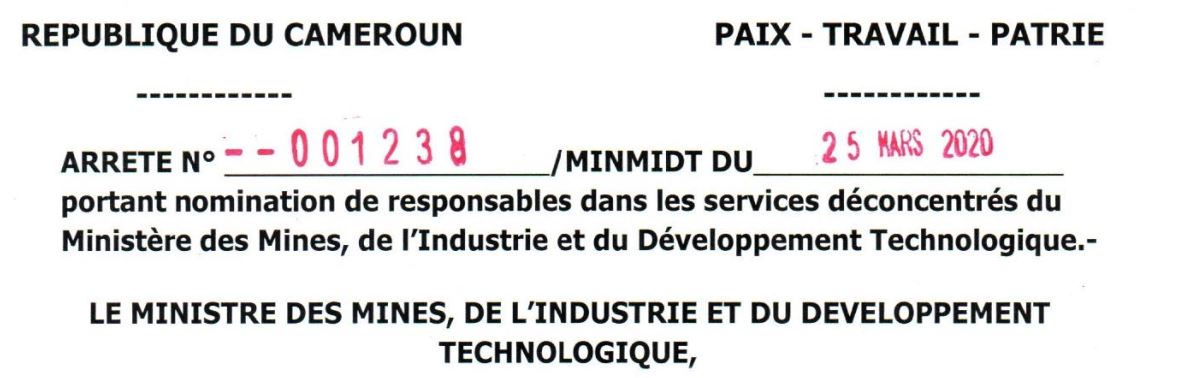 REPUBLIQUE DU CAMEROUN PAIX - TRAVAIL - PATRIE
------------ ------------
ARRETE N° --001238 /MINMIDT DU 25 MARS 2020
portant nomination de responsables dans les services déconcentrés du
Ministère des Mines, de l'Industrie et du Développement Technologique.-
LE MINISTRE DES MINES, DE L'INDUSTRIE ET DU DEVELOPPEMENT
TECHNOLOGIQUE,